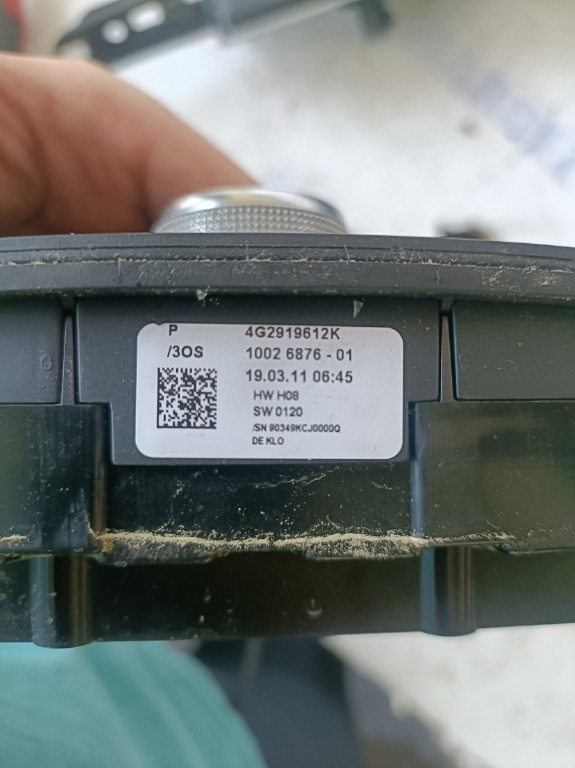 P 4G2919612K
/3OS 1002 6876 - 01
19.03.11 06:45
HW H08
SW 0120
/SN 90349KCJ0000Q
DE KLO